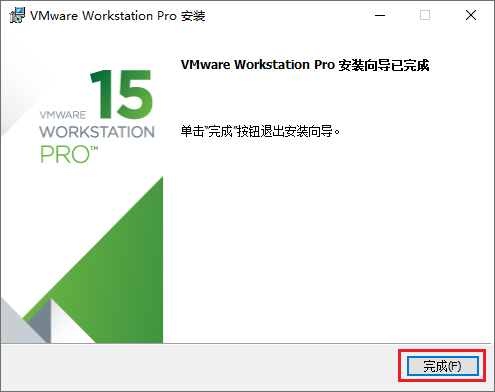 VMware Workstation Pro 安装
VMware Workstation Pro 安装向导已完成
15
VMWARE
WORKSTATION
PRO™
单击"完成"按钮退出安装向导。
完成(F)